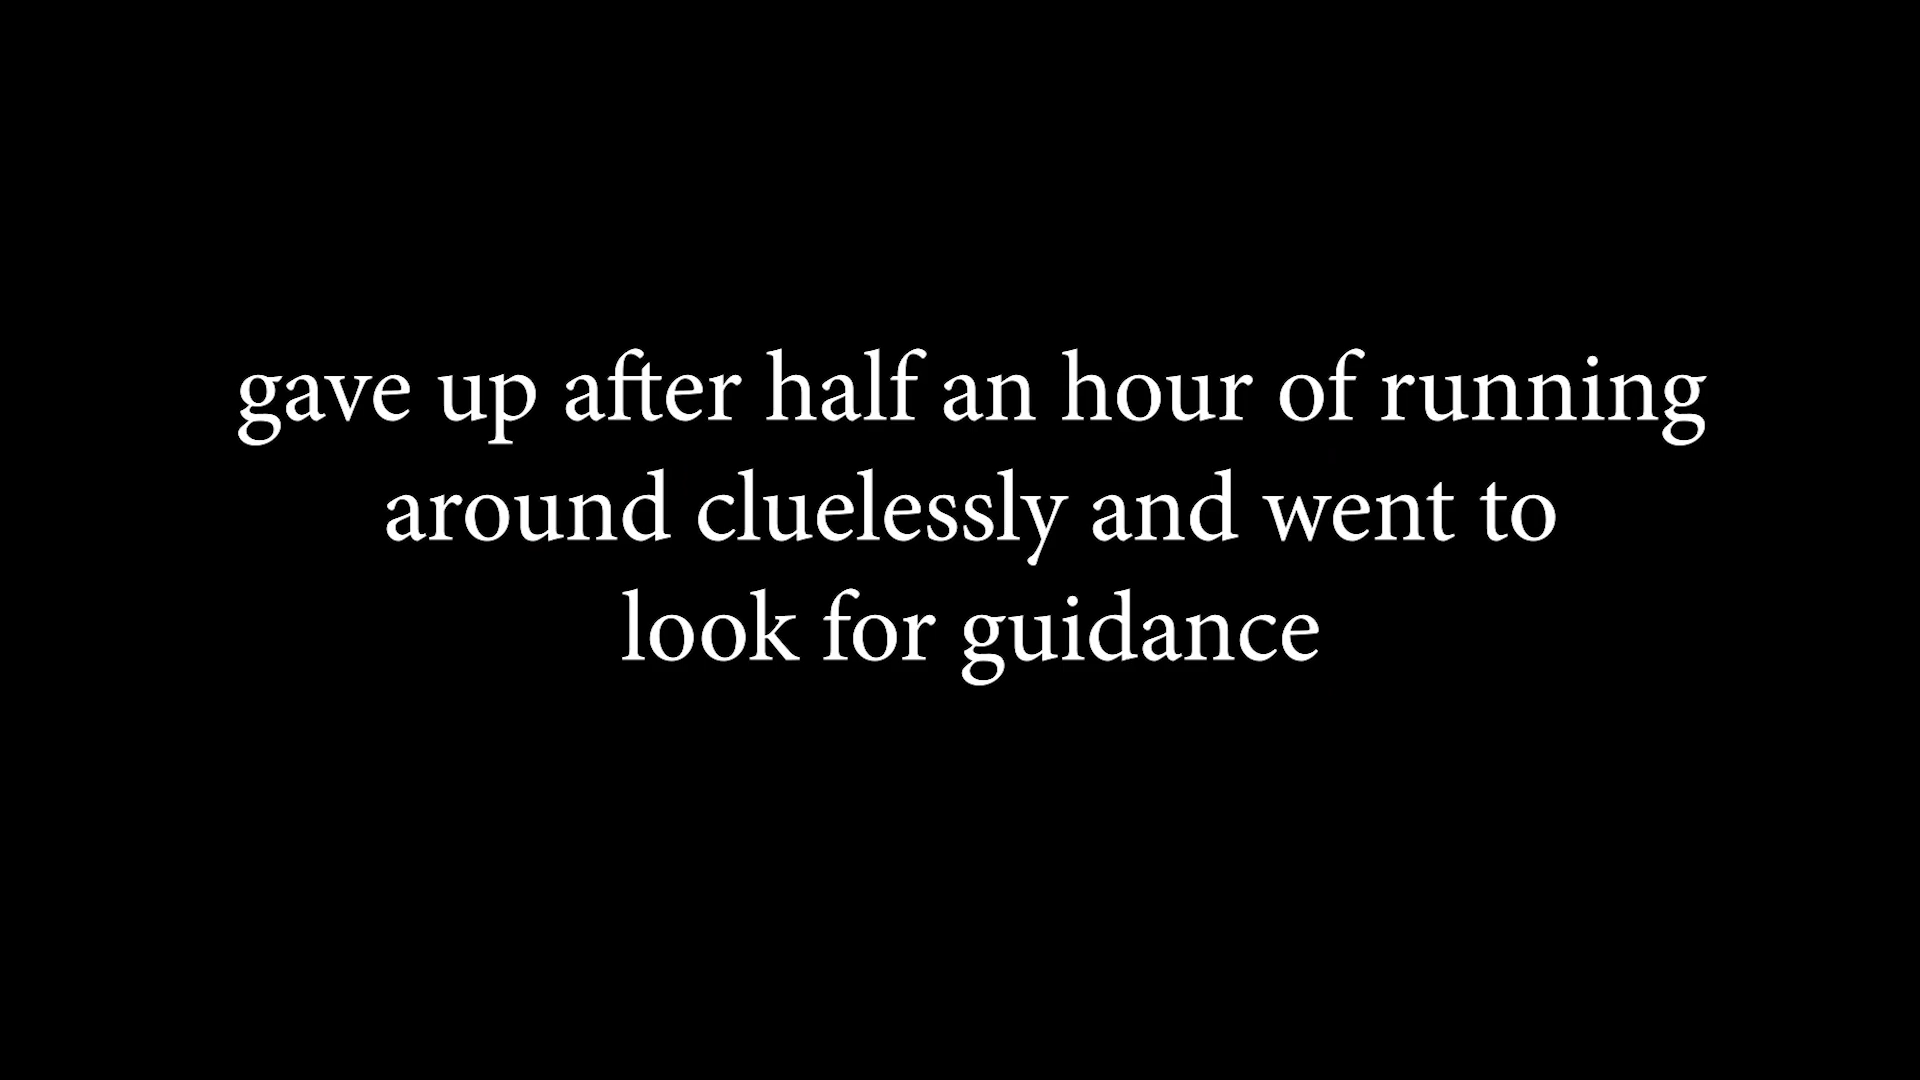 gave up after half an hour of running
around cluelessly and went to
look for guidance